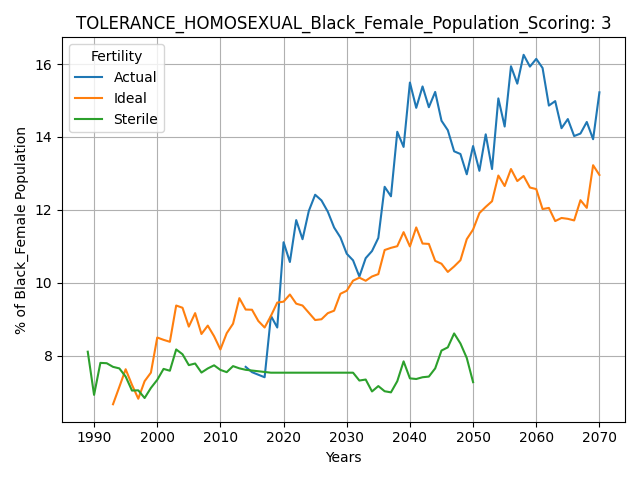 TOLERANCE_HOMOSEXUAL_Black_Female_Population_Scoring: 3
Fertility
Actual
Ideal
Sterile
% of Black_Female Population
16
14
12
10
8
1990 2000 2010 2020 2030 2040 2050 2060 2070
Years